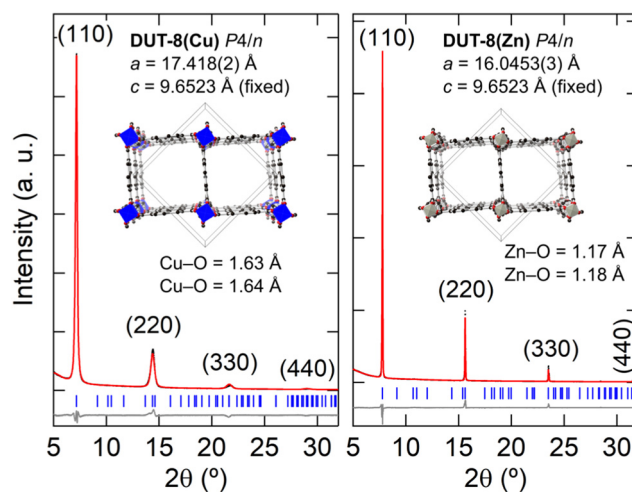 (110)
DUT-8(Cu) P4/n
a = 17.418(2) Å
c = 9.6523 Å (fixed)
Cu–O = 1.63 Å
Cu–O = 1.64 Å
(220)
(330)
(440)
Intensity (a. u.)
5 10 15 20 25 30
2θ (º)
(110)
DUT-8(Zn) P4/n
a = 16.0453(3) Å
c = 9.6523 Å (fixed)
Zn–O = 1.17 Å
Zn–O = 1.18 Å
(220)
(330)
(440)
5 10 15 20 25 30
2θ (º)